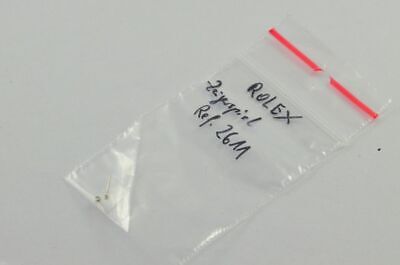 ROLEX
Zeigerspiel
Ref. 2611